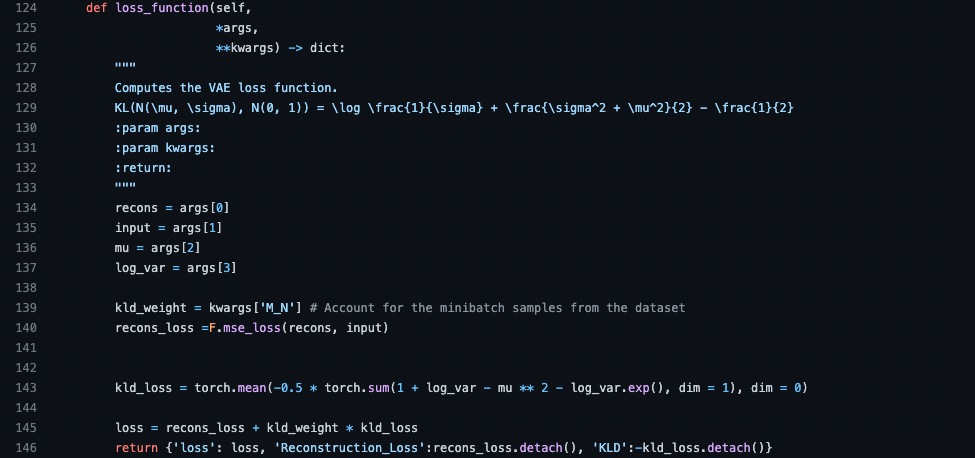 124 def loss_function(self,
125 *args,
126 **kwargs) -> dict:
127 """
128 Computes the VAE loss function.
129 KL(N(\mu, \sigma), N(0, 1)) = \log \frac{1}{\sigma} + \frac{\sigma^2 + \mu^2}{2} - \frac{1}{2}
130 :param args:
131 :param kwargs:
132 :return:
133 """
134 recons = args[0]
135 input = args[1]
136 mu = args[2]
137 log_var = args[3]
138
139 kld_weight = kwargs['M_N'] # Account for the minibatch samples from the dataset
140 recons_loss =F.mse_loss(recons, input)
141
142
143 kld_loss = torch.mean(-0.5 * torch.sum(1 + log_var - mu ** 2 - log_var.exp(), dim = 1), dim = 0)
144
145 loss = recons_loss + kld_weight * kld_loss
146 return {'loss': loss, 'Reconstruction_Loss':recons_loss.detach(), 'KLD':-kld_loss.detach()}